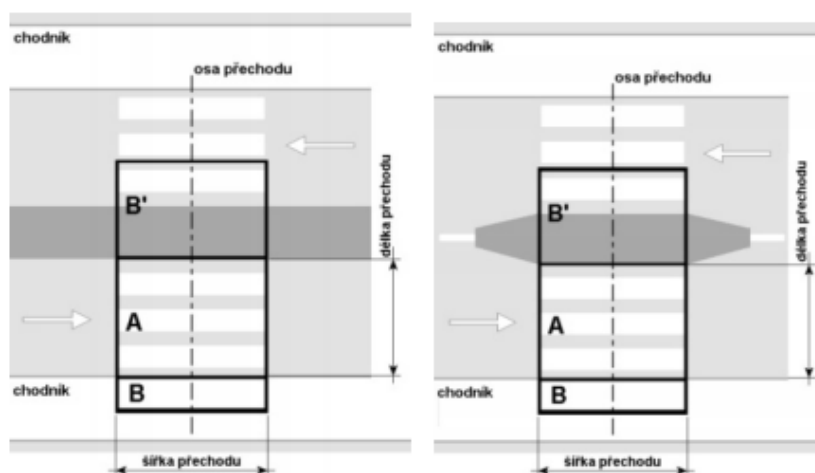 chodník
osa přechodu
B'
délka přechodu
A
chodník
B
šířka přechodu
chodník
osa přechodu
B'
délka přechodu
A
chodník
B
šířka přechodu